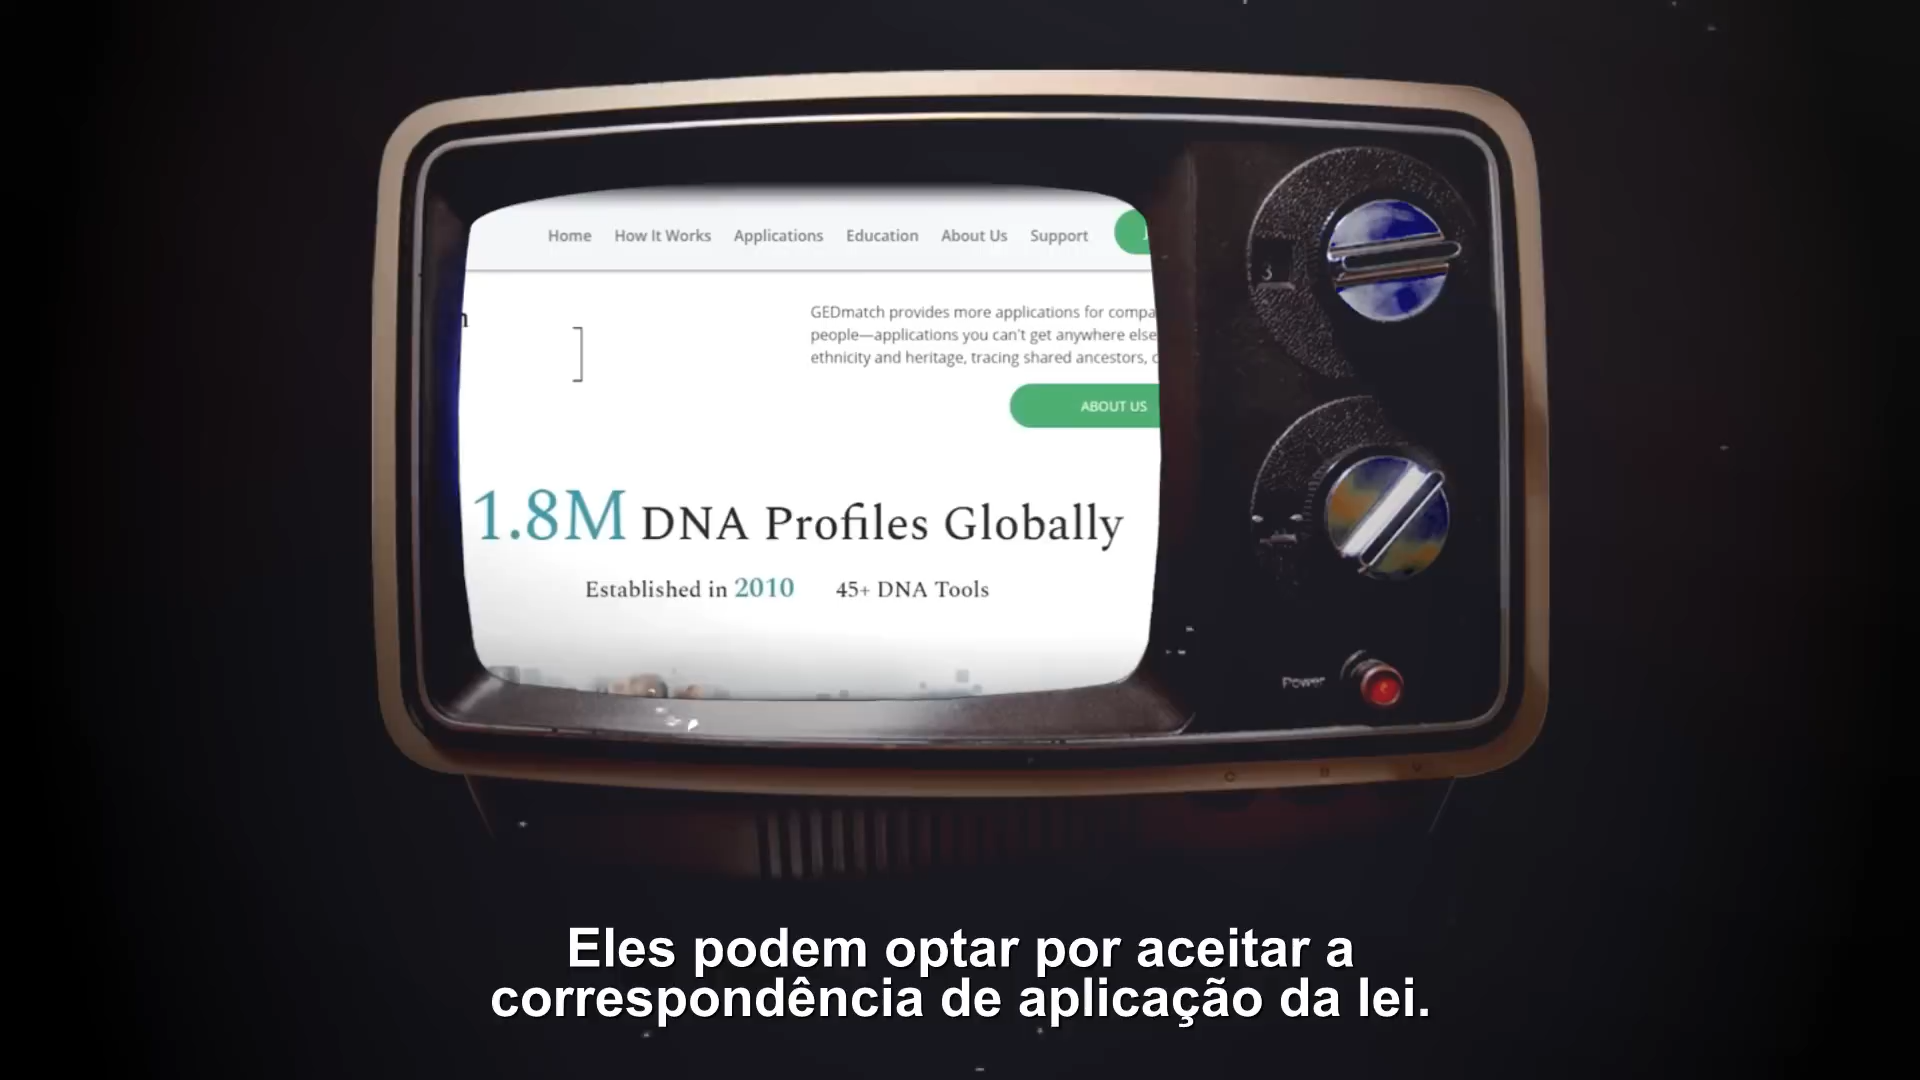 Home How It Works Applications Education About Us Support
GEDmatch provides more applications for
people—applications you can't get anywhere else
ethnicity and heritage, tracing shared ancestors,
ABOUT US
1.8M DNA Profiles Globally
Established in 2010 45+ DNA Tools
3
Power
Eles podem optar por aceitar a
correspondência de aplicação da lei.